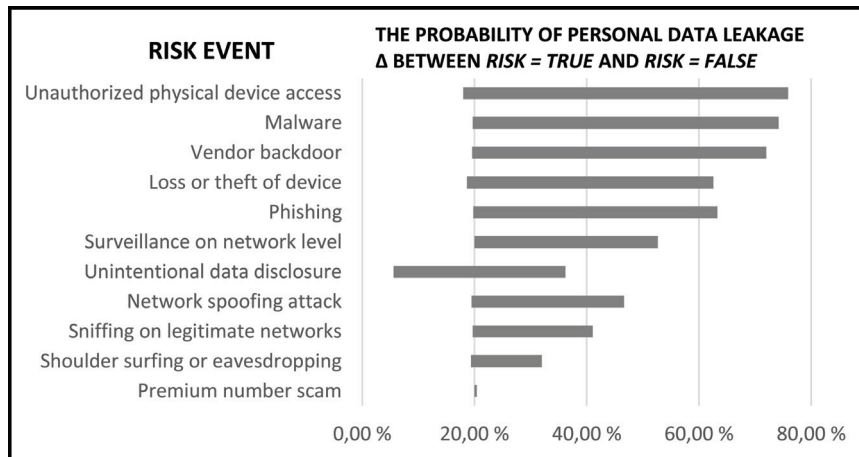 RISK EVENT
THE PROBABILITY OF PERSONAL DATA LEAKAGE
Δ BETWEEN RISK = TRUE AND RISK = FALSE
Unauthorized physical device access
Malware
Vendor backdoor
Loss or theft of device
Phishing
Surveillance on network level
Unintentional data disclosure
Network spoofing attack
Sniffing on legitimate networks
Shoulder surfing or eavesdropping
Premium number scam
0,00 % 20,00 % 40,00 % 60,00 % 80,00 %